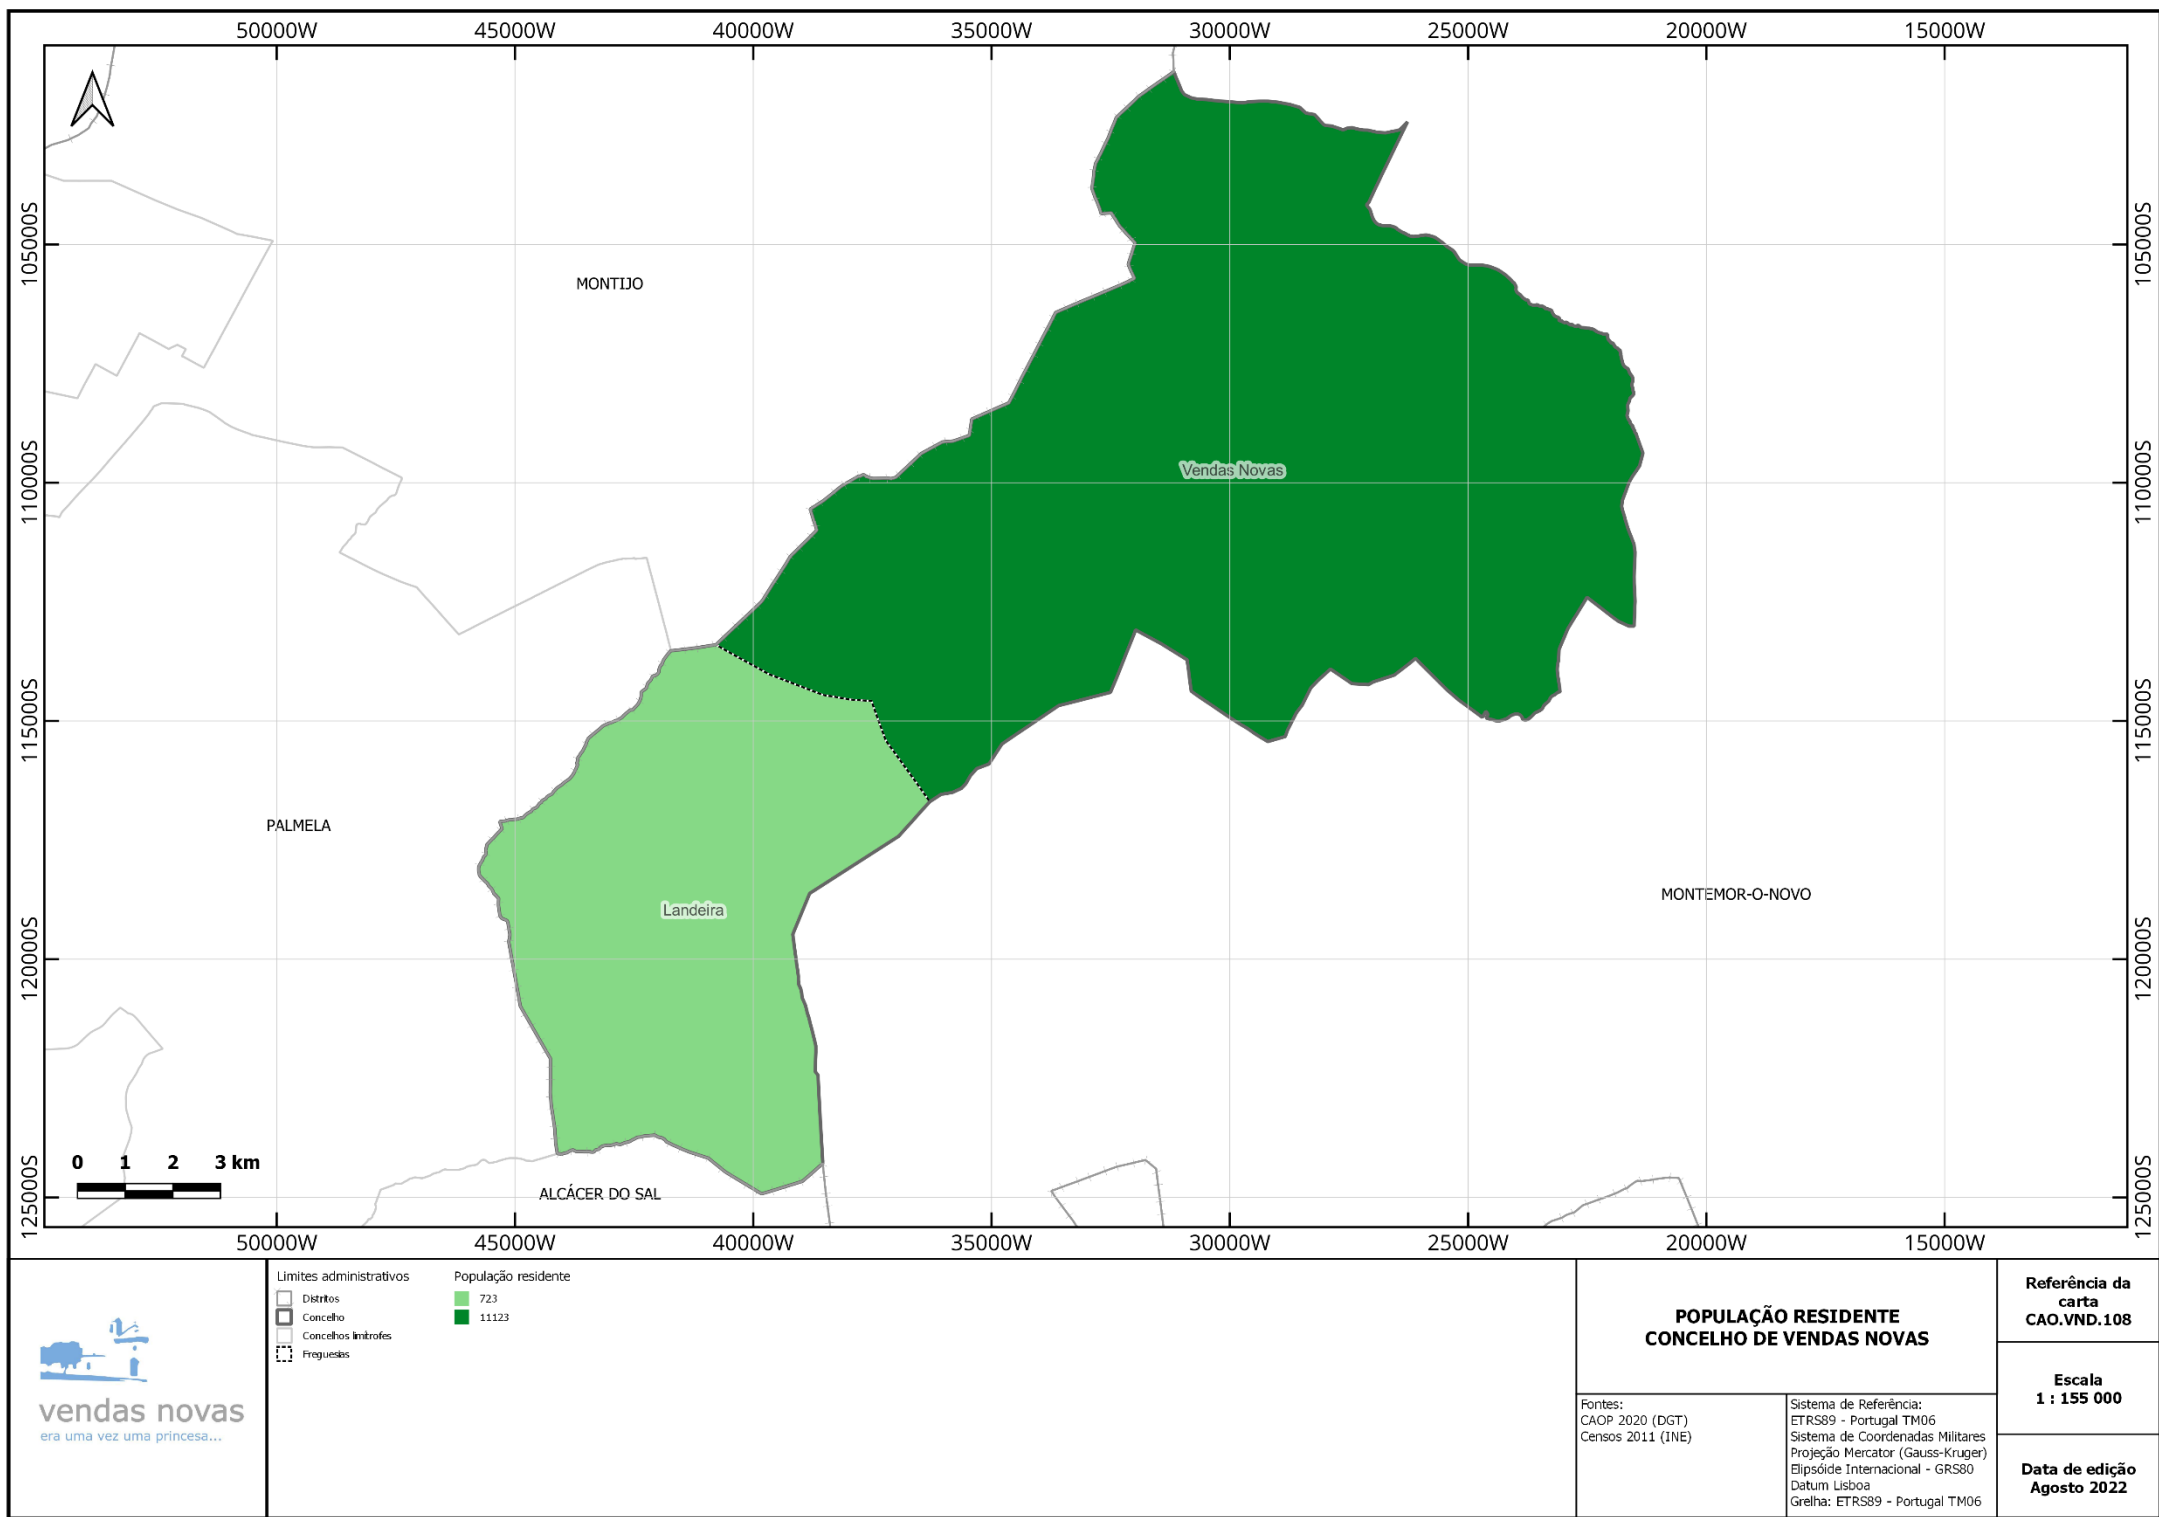 50000W 45000W 40000W 35000W 30000W 25000W 20000W 15000W
105000S
105000S
MONTIJO
Vendas Novas
110000S
110000S
115000S
115000S
PALMELA
MONTEMOR-O-NOVO
Landeira
120000S
120000S
0 1 2 3 km
ALCÁCER DO SAL
125000S
125000S
50000W 45000W 40000W 35000W 30000W 25000W 20000W 15000W
vendas novas
era uma vez uma princesa...
Limites administrativos
Distritos
Concelho
Concelhos limítrofes
Freguesias
População residente
723
11123
POPULAÇÃO RESIDENTE
CONCELHO DE VENDAS NOVAS
Fontes:
CAOP 2020 (DGT)
Censos 2011 (INE)
Sistema de Referência:
ETRS89 - Portugal TM06
Sistema de Coordenadas Militares
Projeção Mercator (Gauss-Kruger)
Elipsóide Internacional - GRS80
Datum Lisboa
Grelha: ETRS89 - Portugal TM06
Referência da
carta
CAO.VND.108
Escala
1 : 155 000
Data de edição
Agosto 2022